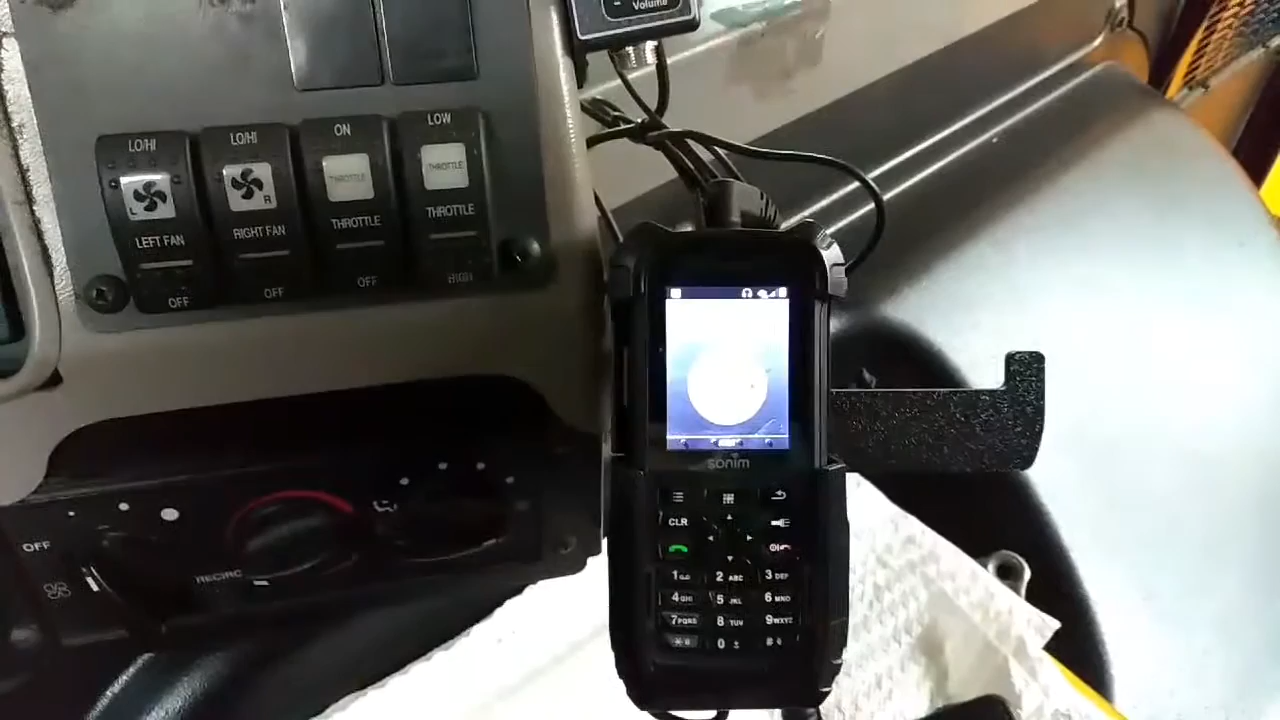 Volume
LO/HI
LO/HI
ON
LOW
THROTTLE
THROTTLE
L
R
LEFT FAN
RIGHT FAN
THROTTLE
THROTTLE
OFF
OFF
OFF
HIGH
sonim
CLR
1
2 ABC
3 DEF
4 GHI
5 JKL
6 MNO
7 PQRS
8 TUV
9 WXYZ
0
#
OFF
RECIRC